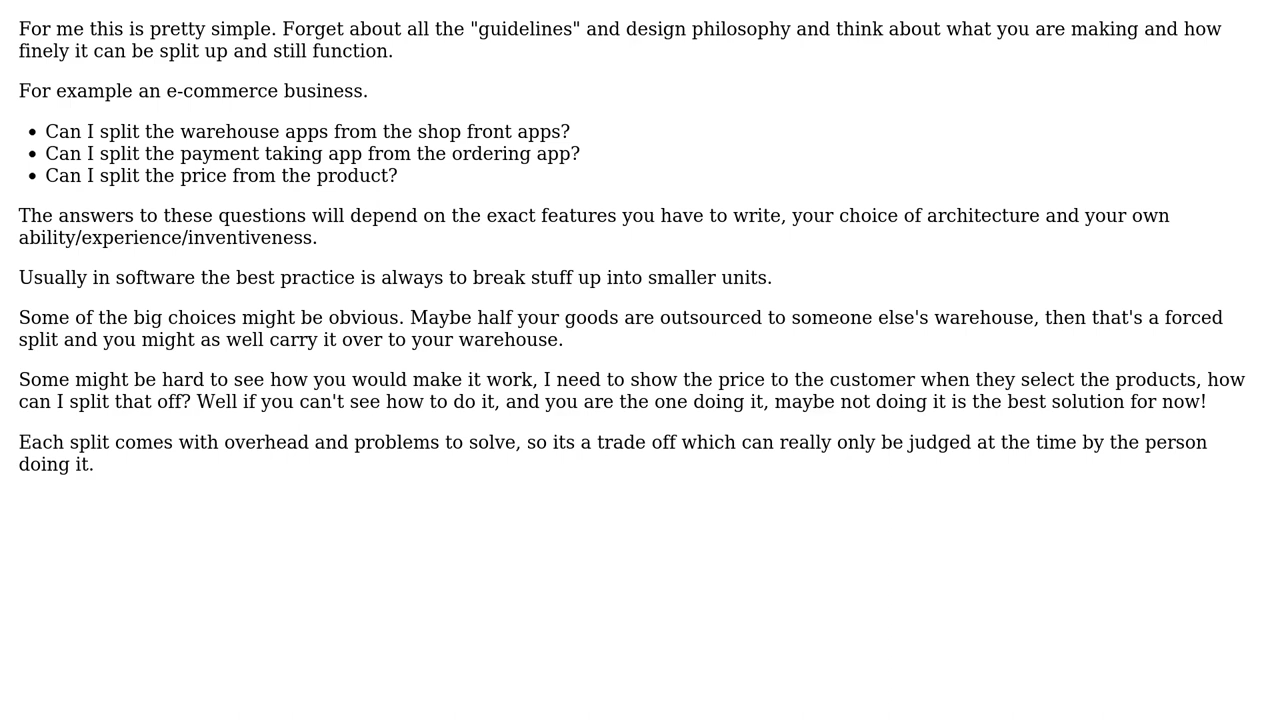 For me this is pretty simple. Forget about all the "guidelines" and design philosophy and think about what you are making and how
finely it can be split up and still function.
For example an e-commerce business.
• Can I split the warehouse apps from the shop front apps?
• Can I split the payment taking app from the ordering app?
• Can I split the price from the product?
The answers to these questions will depend on the exact features you have to write, your choice of architecture and your own
ability/experience/inventiveness.
Usually in software the best practice is always to break stuff up into smaller units.
Some of the big choices might be obvious. Maybe half your goods are outsourced to someone else's warehouse, then that's a forced
split and you might as well carry it over to your warehouse.
Some might be hard to see how you would make it work, I need to show the price to the customer when they select the products, how
can I split that off? Well if you can't see how to do it, and you are the one doing it, maybe not doing it is the best solution for now!
Each split comes with overhead and problems to solve, so its a trade off which can really only be judged at the time by the person
doing it.